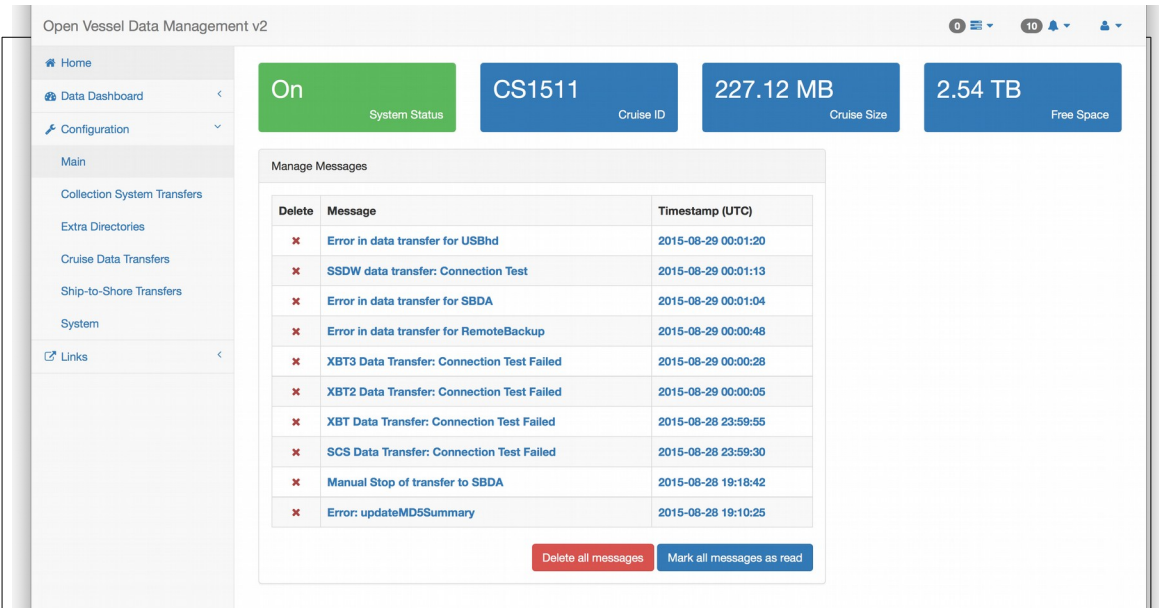 Open Vessel Data Management v2
0
10
Home
Data Dashboard
Configuration
Main
Collection System Transfers
Extra Directories
Cruise Data Transfers
Ship-to-Shore Transfers
System
Links
On
System Status
CS1511
Cruise ID
227.12 MB
Cruise Size
2.54 TB
Free Space
Manage Messages
Delete Message Timestamp (UTC)
Error in data transfer for USBhd 2015-08-29 00:01:20
SSDW data transfer: Connection Test 2015-08-29 00:01:13
Error in data transfer for SBDA 2015-08-29 00:01:04
Error in data transfer for RemoteBackup 2015-08-29 00:00:48
XBT3 Data Transfer: Connection Test Failed 2015-08-29 00:00:28
XBT2 Data Transfer: Connection Test Failed 2015-08-29 00:00:05
XBT Data Transfer: Connection Test Failed 2015-08-28 23:59:55
SCS Data Transfer: Connection Test Failed 2015-08-28 23:59:30
Manual Stop of transfer to SBDA 2015-08-28 19:18:42
Error: updateMD5Summary 2015-08-28 19:10:25
Delete all messages Mark all messages as read